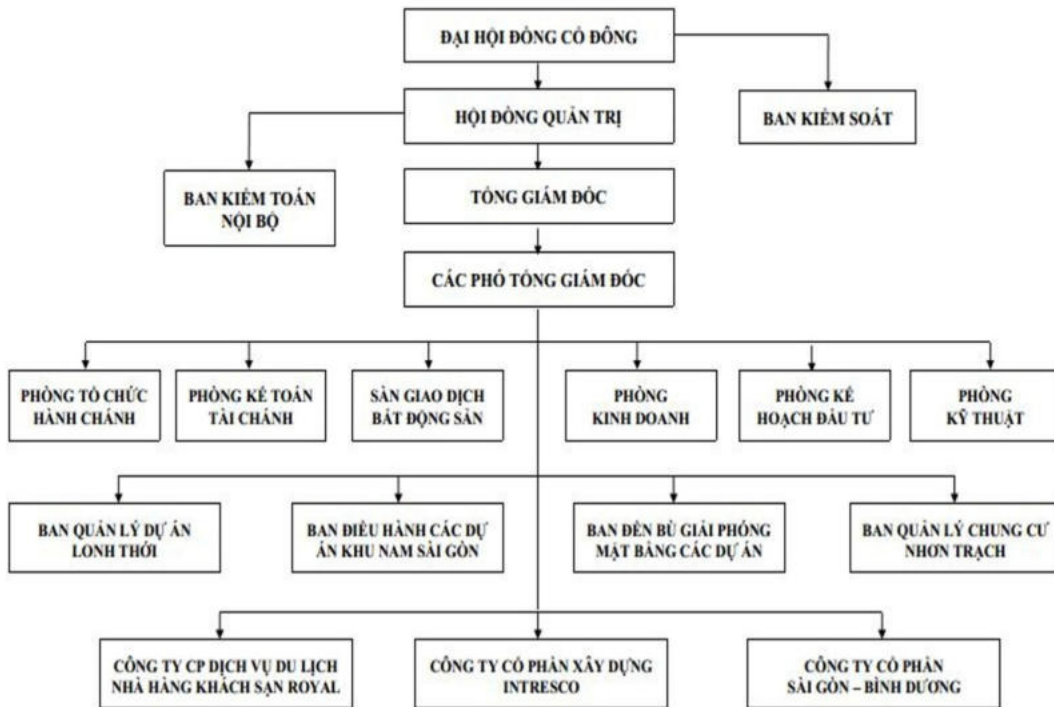 ĐẠI HỘI ĐỒNG CỔ ĐÔNG
HỘI ĐỒNG QUẢN TRỊ
BAN KIỂM SOÁT
BAN KIỂM TOÁN
NỘI BỘ
TỔNG GIÁM ĐỐC
CÁC PHÓ TỔNG GIÁM ĐỐC
PHÒNG TỔ CHỨC
HÀNH CHÁNH
PHÒNG KẾ TOÁN
TÀI CHÁNH
SÀN GIAO DỊCH
BẤT ĐỘNG SẢN
PHÒNG
KINH DOANH
PHÒNG KẾ
HOẠCH ĐẦU TƯ
PHÒNG
KỸ THUẬT
BAN QUẢN LÝ DỰ ÁN
LONH THỚI
BAN ĐIỀU HÀNH CÁC DỰ
ÁN KHU NAM SÀI GÒN
BAN ĐỀN BÙ GIẢI PHÓNG
MẶT BẰNG CÁC DỰ ÁN
BAN QUẢN LÝ CHUNG CƯ
NHƠN TRẠCH
CÔNG TY CP DỊCH VỤ DU LỊCH
NHÀ HÀNG KHÁCH SẠN ROYAL
CÔNG TY CỔ PHẦN XÂY DỰNG
INTRESCO
CÔNG TY CỔ PHẦN
SÀI GÒN – BÌNH DƯƠNG